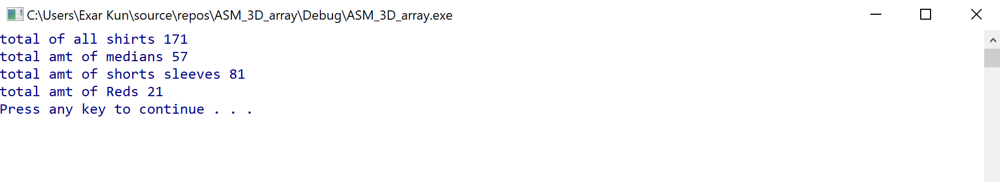 C:\Users\Exar Kun\source\repos\ASM_3D_array\Debug\ASM_3D_array.exe
total of all shirts 171
total amt of medians 57
total amt of shorts sleeves 81
total amt of Reds 21
Press any key to continue . . .